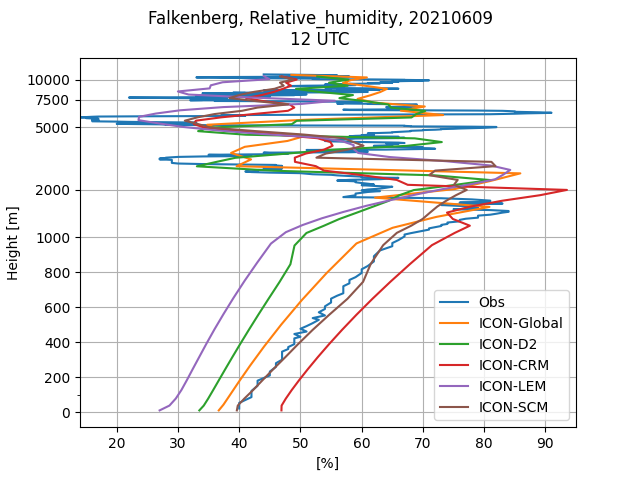 Falkenberg, Relative_humidity, 20210609
12 UTC
10000
7500
5000
2000
1000
800
600
400
200
0
Height [m]
20 30 40 50 60 70 80 90
[%]
Obs
ICON-Global
ICON-D2
ICON-CRM
ICON-LEM
ICON-SCM